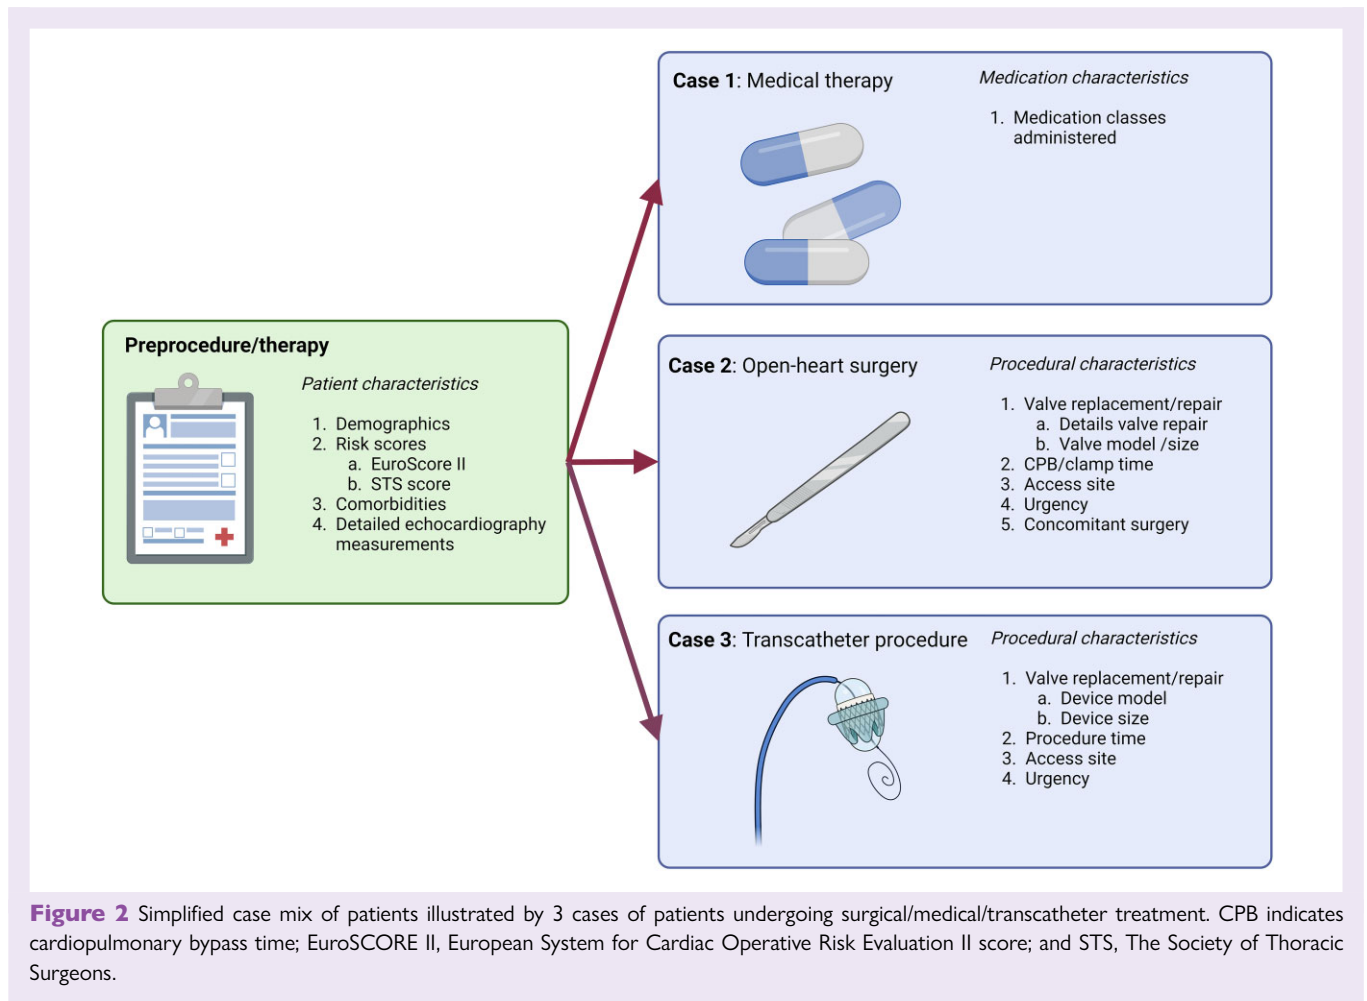 Preprocedure/therapy
Patient characteristics
1. Demographics
2. Risk scores
a. EuroScore II
b. STS score
3. Comorbidities
4. Detailed echocardiography
measurements
Case 1: Medical therapy
Medication characteristics
1. Medication classes
administered
Case 2: Open-heart surgery
Procedural characteristics
1. Valve replacement/repair
a. Details valve repair
b. Valve model /size
2. CPB/clamp time
3. Access site
4. Urgency
5. Concomitant surgery
Case 3: Transcatheter procedure
Procedural characteristics
1. Valve replacement/repair
a. Device model
b. Device size
2. Procedure time
3. Access site
4. Urgency
Figure 2 Simplified case mix of patients illustrated by 3 cases of patients undergoing surgical/medical/transcatheter treatment. CPB indicates
cardiopulmonary bypass time; EuroSCORE II, European System for Cardiac Operative Risk Evaluation II score; and STS, The Society of Thoracic
Surgeons.